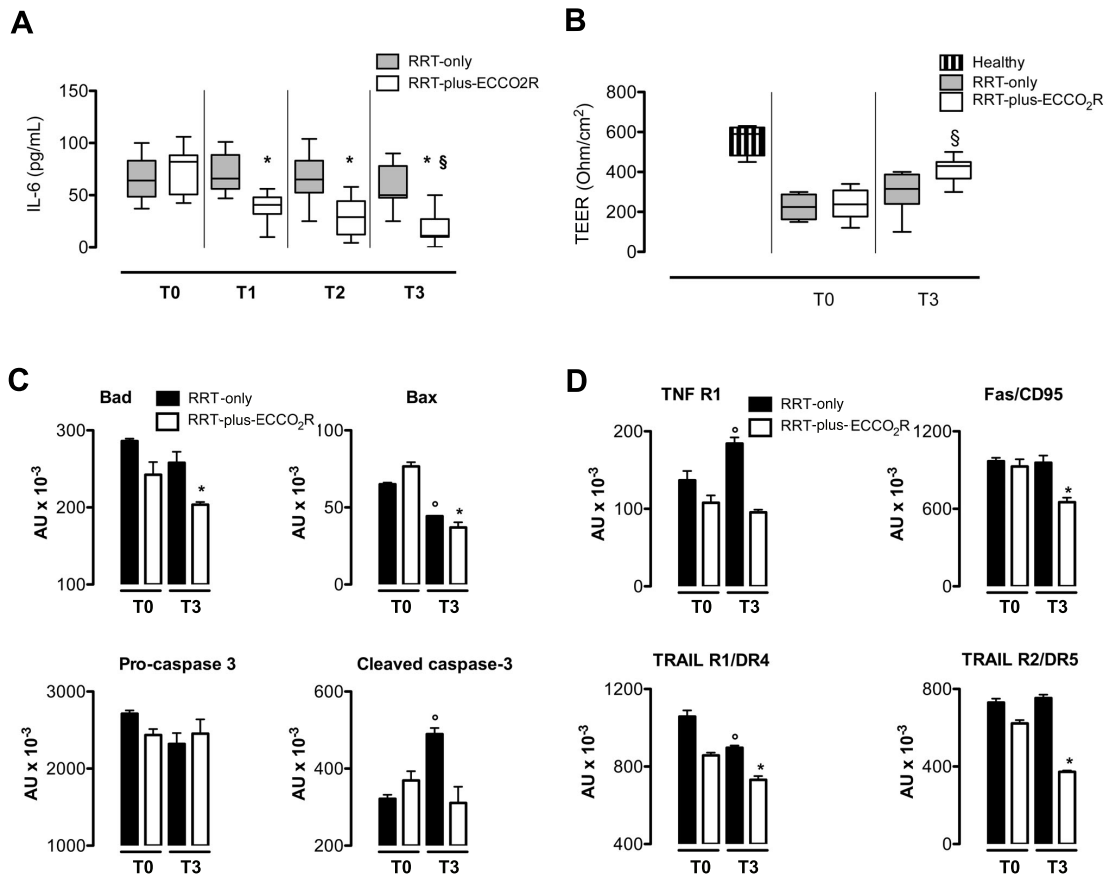 A
RRT-only
RRT-plus-ECCO2R
IL-6 (pg/mL)
150
100
50
0
*
*
* §
T0 T1 T2 T3
B
Healthy
RRT-only
RRT-plus-ECCO₂R
TEER (Ohm/cm²)
800
600
400
200
0
§
T0 T3
C
Bad
RRT-only
RRT-plus-ECCO₂R
AU x 10⁻³
300
200
100
*
T0 T3
Bax
AU x 10⁻³
100
50
0
° *
T0 T3
Pro-caspase 3
AU x 10⁻³
3000
2000
1000
T0 T3
Cleaved caspase-3
AU x 10⁻³
600
400
200
°
T0 T3
D
TNF R1
RRT-only
RRT-plus-ECCO₂R
AU x 10⁻³
200
100
0
°
T0 T3
Fas/CD95
AU x 10⁻³
1200
600
0
*
T0 T3
TRAIL R1/DR4
AU x 10⁻³
1200
800
400
° *
T0 T3
TRAIL R2/DR5
AU x 10⁻³
800
400
0
*
T0 T3